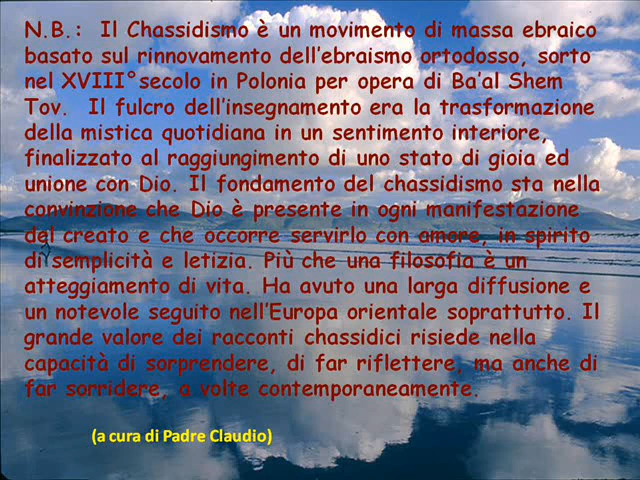 N.B.: Il Chassidismo è un movimento di massa ebraico
basato sul rinnovamento dell'ebraismo ortodosso, sorto
nel XVIII°secolo in Polonia per opera di Ba'al Shem
Tov. Il fulcro dell'insegnamento era la trasformazione
della mistica quotidiana in un sentimento interiore,
finalizzato al raggiungimento di uno stato di gioia ed
unione con Dio. Il fondamento del chassidismo sta nella
convinzione che Dio è presente in ogni manifestazione
del creato e che occorre servirlo con amore, in spirito
di semplicità e letizia. Più che una filosofia è un
atteggiamento di vita. Ha avuto una larga diffusione e
un notevole seguito nell'Europa orientale soprattutto. Il
grande valore dei racconti chassidici risiede nella
capacità di sorprendere, di far riflettere, ma anche di
far sorridere, a volte contemporaneamente.
(a cura di Padre Claudio)